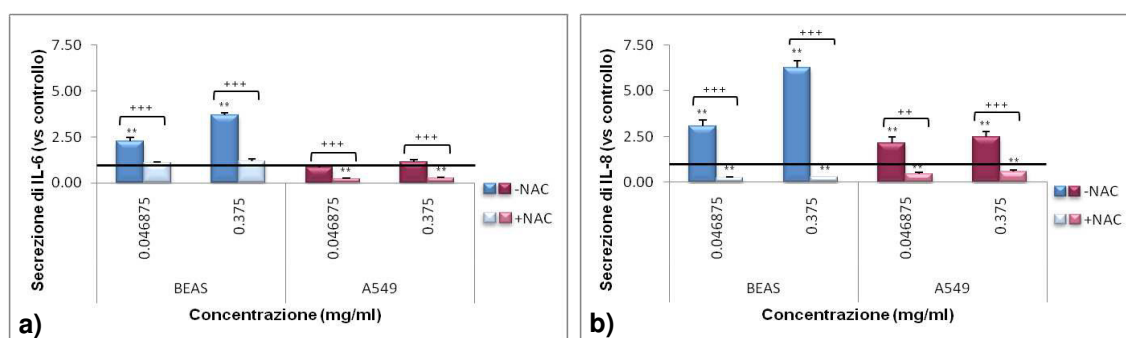 Secrezione di IL-6 (vs controllo)
7.50
5.00
2.50
0.00
+++
**
+++
**
+++
**
+++
**
0.046875
0.375
0.046875
0.375
BEAS
A549
Concentrazione (mg/ml)
-NAC
+NAC
a)
Secrezione di IL-8 (vs controllo)
7.50
5.00
2.50
0.00
+++
**
**
+++
**
**
++
**
**
+++
**
**
0.046875
0.375
0.046875
0.375
BEAS
A549
Concentrazione (mg/ml)
-NAC
+NAC
b)